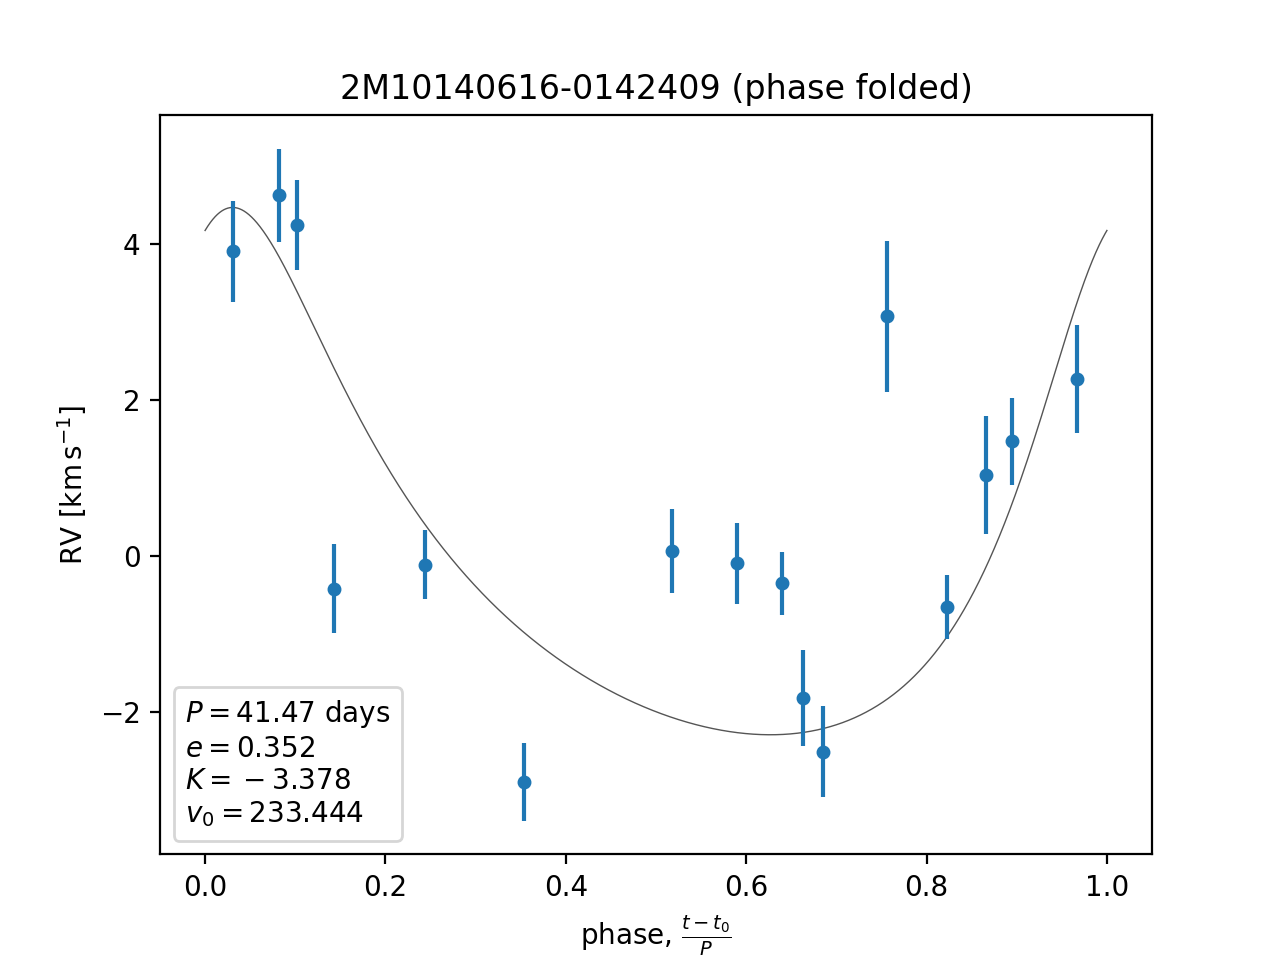 2M10140616-0142409 (phase folded)
RV [km s⁻¹]
4
2
0
−2
P = 41.47 days
e = 0.352
K = −3.378
v₀ = 233.444
0.0 0.2 0.4 0.6 0.8 1.0
phase, (t − t₀)/P